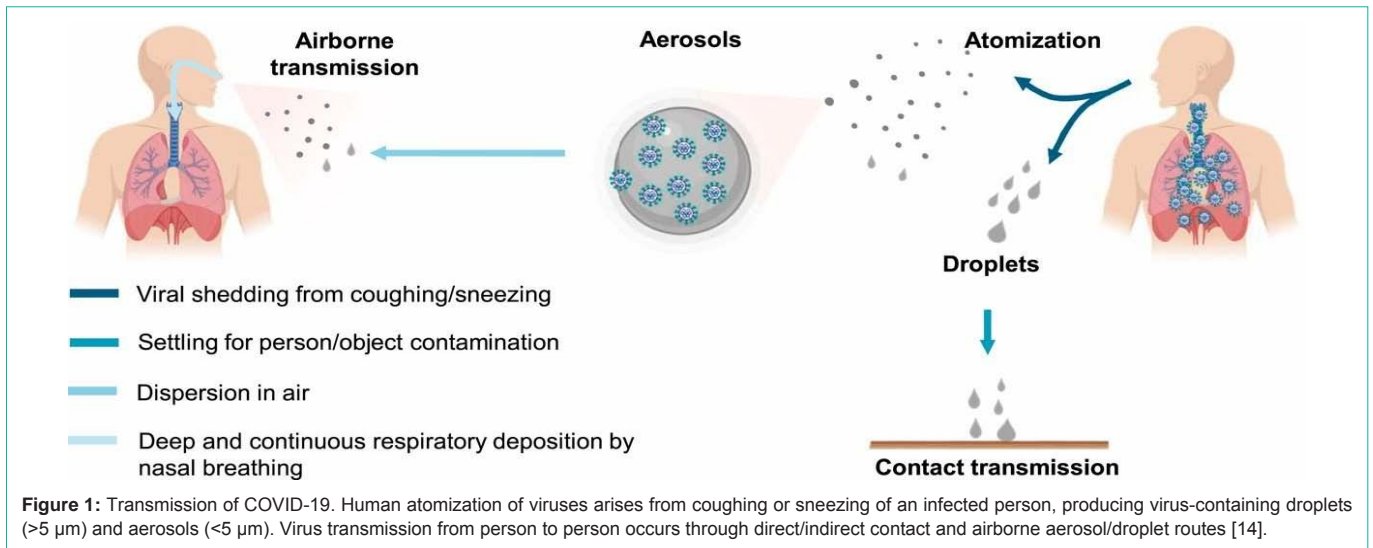 Airborne
transmission
Aerosols
Atomization
Droplets
Viral shedding from coughing/sneezing
Settling for person/object contamination
Dispersion in air
Deep and continuous respiratory deposition by
nasal breathing
Contact transmission
Figure 1: Transmission of COVID-19. Human atomization of viruses arises from coughing or sneezing of an infected person, producing virus-containing droplets
(>5 μm) and aerosols (<5 μm). Virus transmission from person to person occurs through direct/indirect contact and airborne aerosol/droplet routes [14].